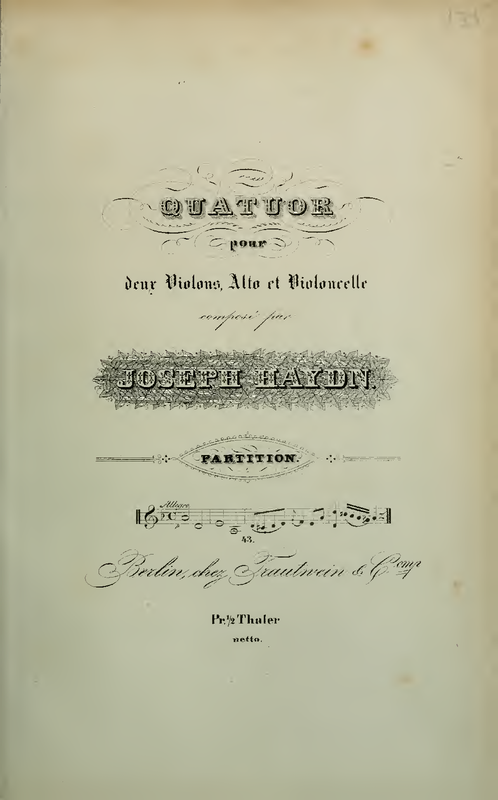 QUATUOR
pour
deux Violons, Alto et Violoncelle
composé par
JOSEPH HAYDN.
PARTITION.
Allegro
43.
Berlin, chez Trautwein & Comp
Pr. ½ Thaler
netto.